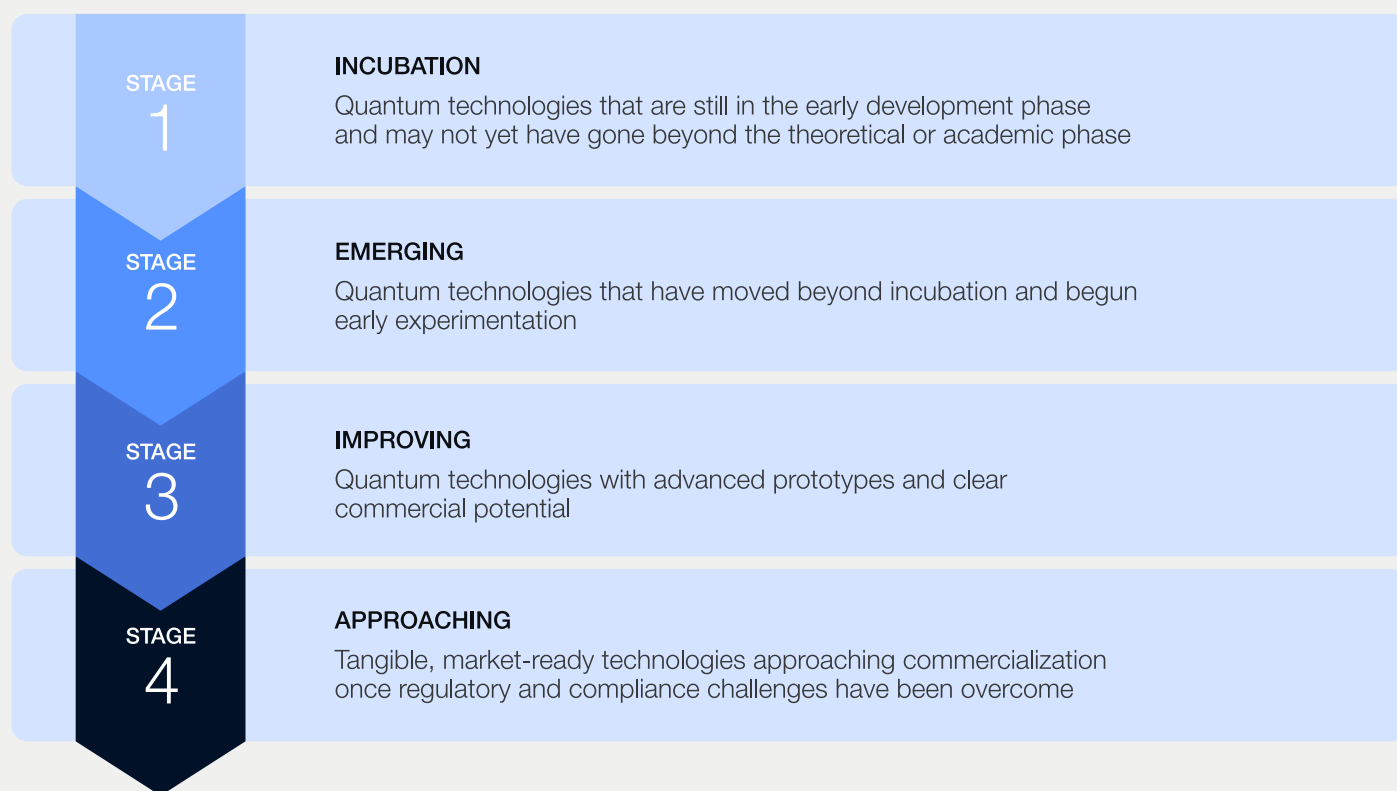 STAGE
1
INCUBATION
Quantum technologies that are still in the early development phase
and may not yet have gone beyond the theoretical or academic phase
STAGE
2
EMERGING
Quantum technologies that have moved beyond incubation and begun
early experimentation
STAGE
3
IMPROVING
Quantum technologies with advanced prototypes and clear
commercial potential
STAGE
4
APPROACHING
Tangible, market-ready technologies approaching commercialization
once regulatory and compliance challenges have been overcome